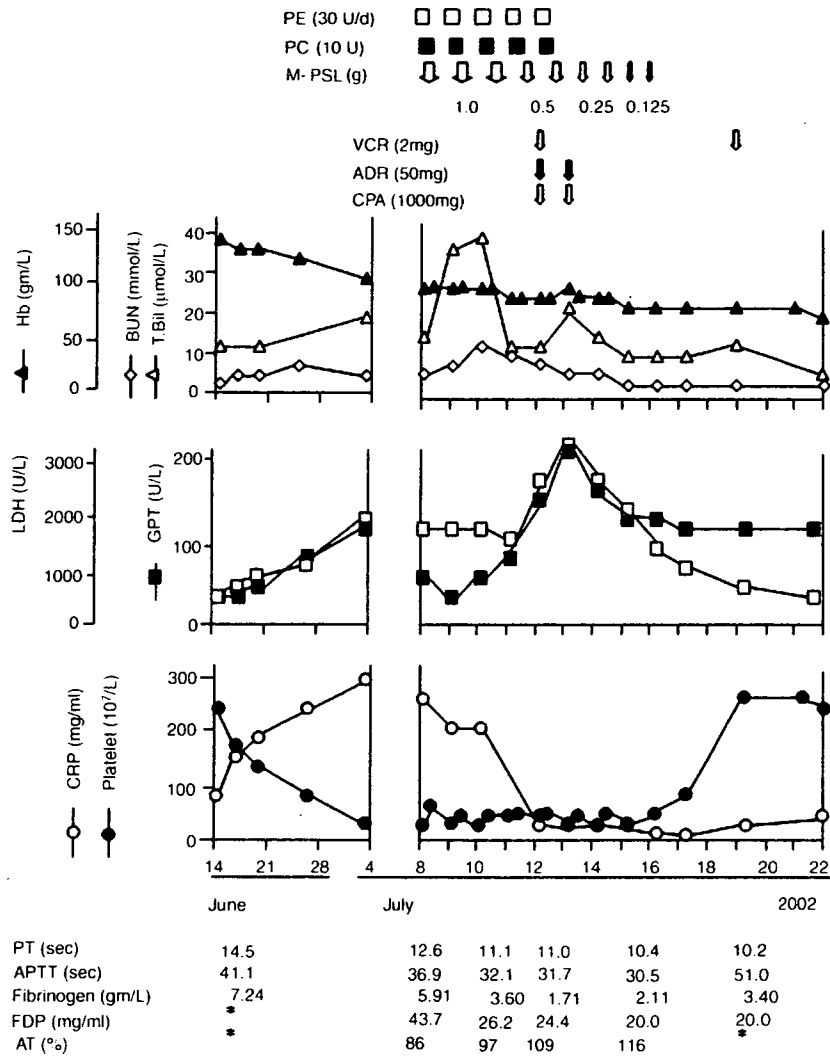 PE (30 U/d)
PC (10 U)
M- PSL (g)
1.0 0.5 0.25 0.125
VCR (2mg)
ADR (50mg)
CPA (1000mg)
Hb (gm/L)
150
100
50
0
BUN (mmol/L)
T.Bil (µmol/L)
40
30
20
10
0
LDH (U/L)
3000
2000
1000
0
GPT (U/L)
200
100
0
CRP (mg/ml)
Platelet (10⁷/L)
300
200
100
0
14 21 28 4 8 10 12 14 16 18 20 22
June July 2002
PT (sec) 14.5 12.6 11.1 11.0 10.4 10.2
APTT (sec) 41.1 36.9 32.1 31.7 30.5 51.0
Fibrinogen (gm/L) 7.24 5.91 3.60 1.71 2.11 3.40
FDP (mg/ml) * 43.7 26.2 24.4 20.0 20.0
AT (%) * 86 97 109 116 *